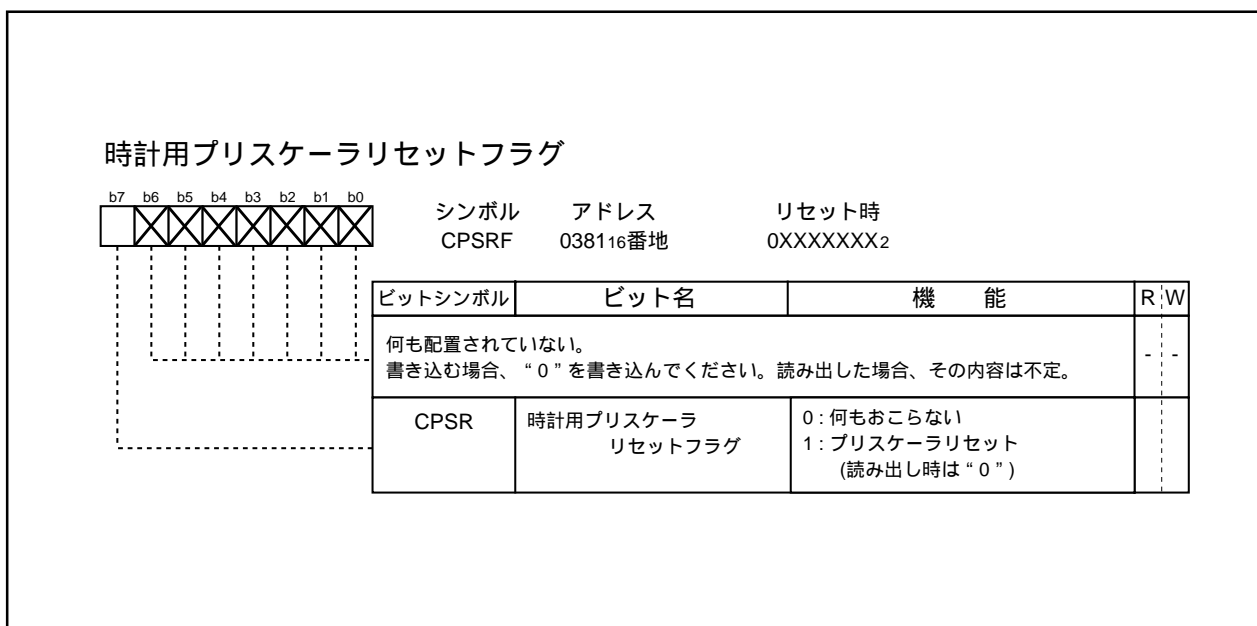 時計用プリスケーラリセットフラグ
b7 b6 b5 b4 b3 b2 b1 b0
シンボル アドレス リセット時
CPSRF 038116番地 0XXXXXXX2
ビットシンボル ビット名 機 能 R W
何も配置されていない。
書き込む場合、“0”を書き込んでください。読み出した場合、その内容は不定。
- -
CPSR 時計用プリスケーラ
リセットフラグ
0 : 何もおこらない
1 : プリスケーラリセット
(読み出し時は“0”)